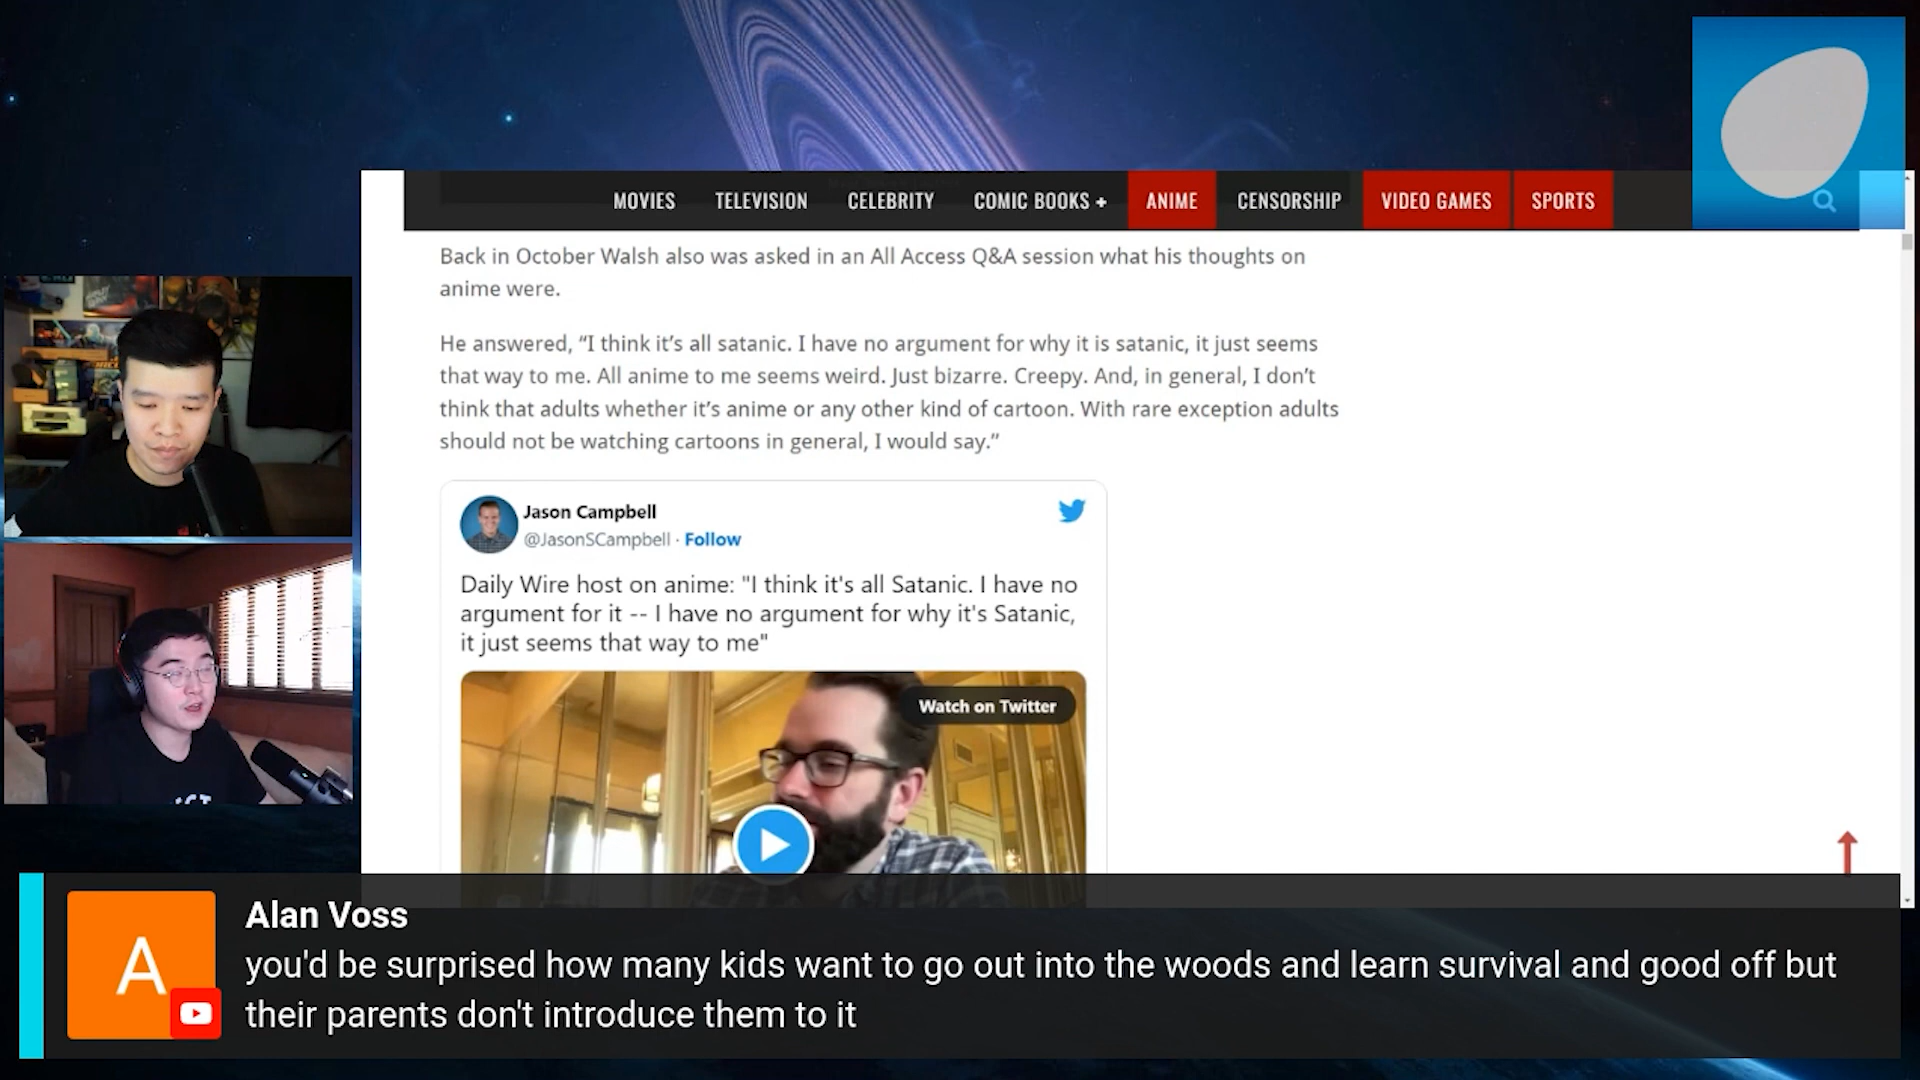 MOVIES TELEVISION CELEBRITY COMIC BOOKS + ANIME CENSORSHIP VIDEO GAMES SPORTS
Back in October Walsh also was asked in an All Access Q&A session what his thoughts on
anime were.
He answered, “I think it’s all satanic. I have no argument for why it is satanic, it just seems
that way to me. All anime to me seems weird. Just bizarre. Creepy. And, in general, I don’t
think that adults whether it’s anime or any other kind of cartoon. With rare exception adults
should not be watching cartoons in general, I would say.”
Jason Campbell
@JasonSCampbell · Follow
Daily Wire host on anime: "I think it's all Satanic. I have no
argument for it -- I have no argument for why it's Satanic,
it just seems that way to me"
Watch on Twitter
A
Alan Voss
you'd be surprised how many kids want to go out into the woods and learn survival and good off but
their parents don't introduce them to it